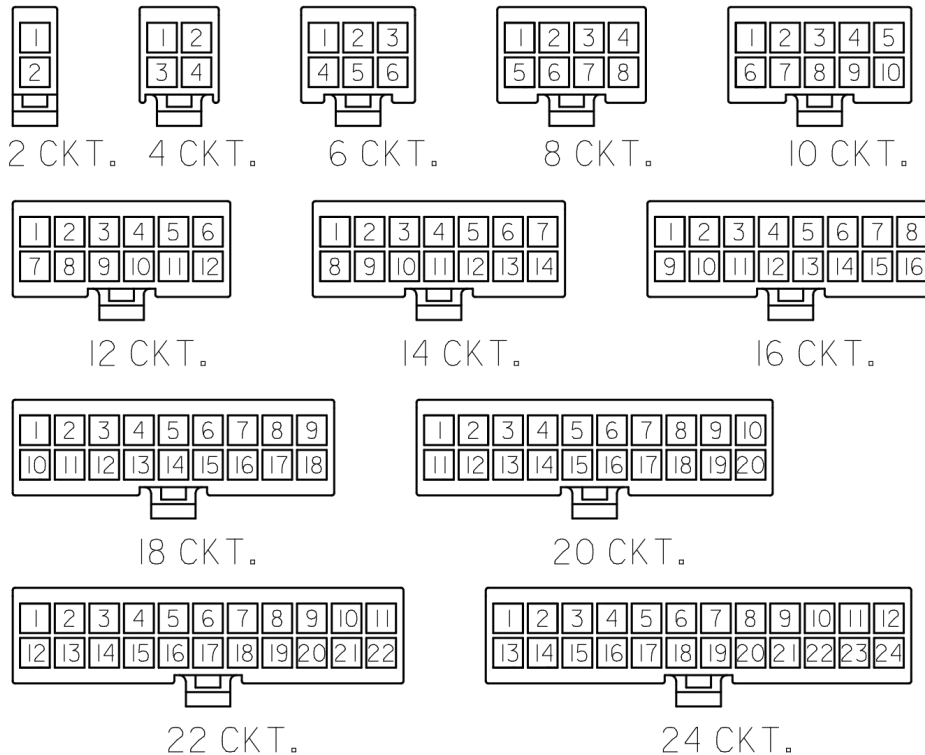 1 1 2 1 2 3 1 2 3 4 1 2 3 4 5
2 3 4 4 5 6 5 6 7 8 6 7 8 9 10
2 CKT. 4 CKT. 6 CKT. 8 CKT. 10 CKT.
1 2 3 4 5 6 1 2 3 4 5 6 7 1 2 3 4 5 6 7 8
7 8 9 10 11 12 8 9 10 11 12 13 14 9 10 11 12 13 14 15 16
12 CKT. 14 CKT. 16 CKT.
1 2 3 4 5 6 7 8 9 1 2 3 4 5 6 7 8 9 10
10 11 12 13 14 15 16 17 18 11 12 13 14 15 16 17 18 19 20
18 CKT. 20 CKT.
1 2 3 4 5 6 7 8 9 10 11 1 2 3 4 5 6 7 8 9 10 11 12
12 13 14 15 16 17 18 19 20 21 22 13 14 15 16 17 18 19 20 21 22 23 24
22 CKT. 24 CKT.